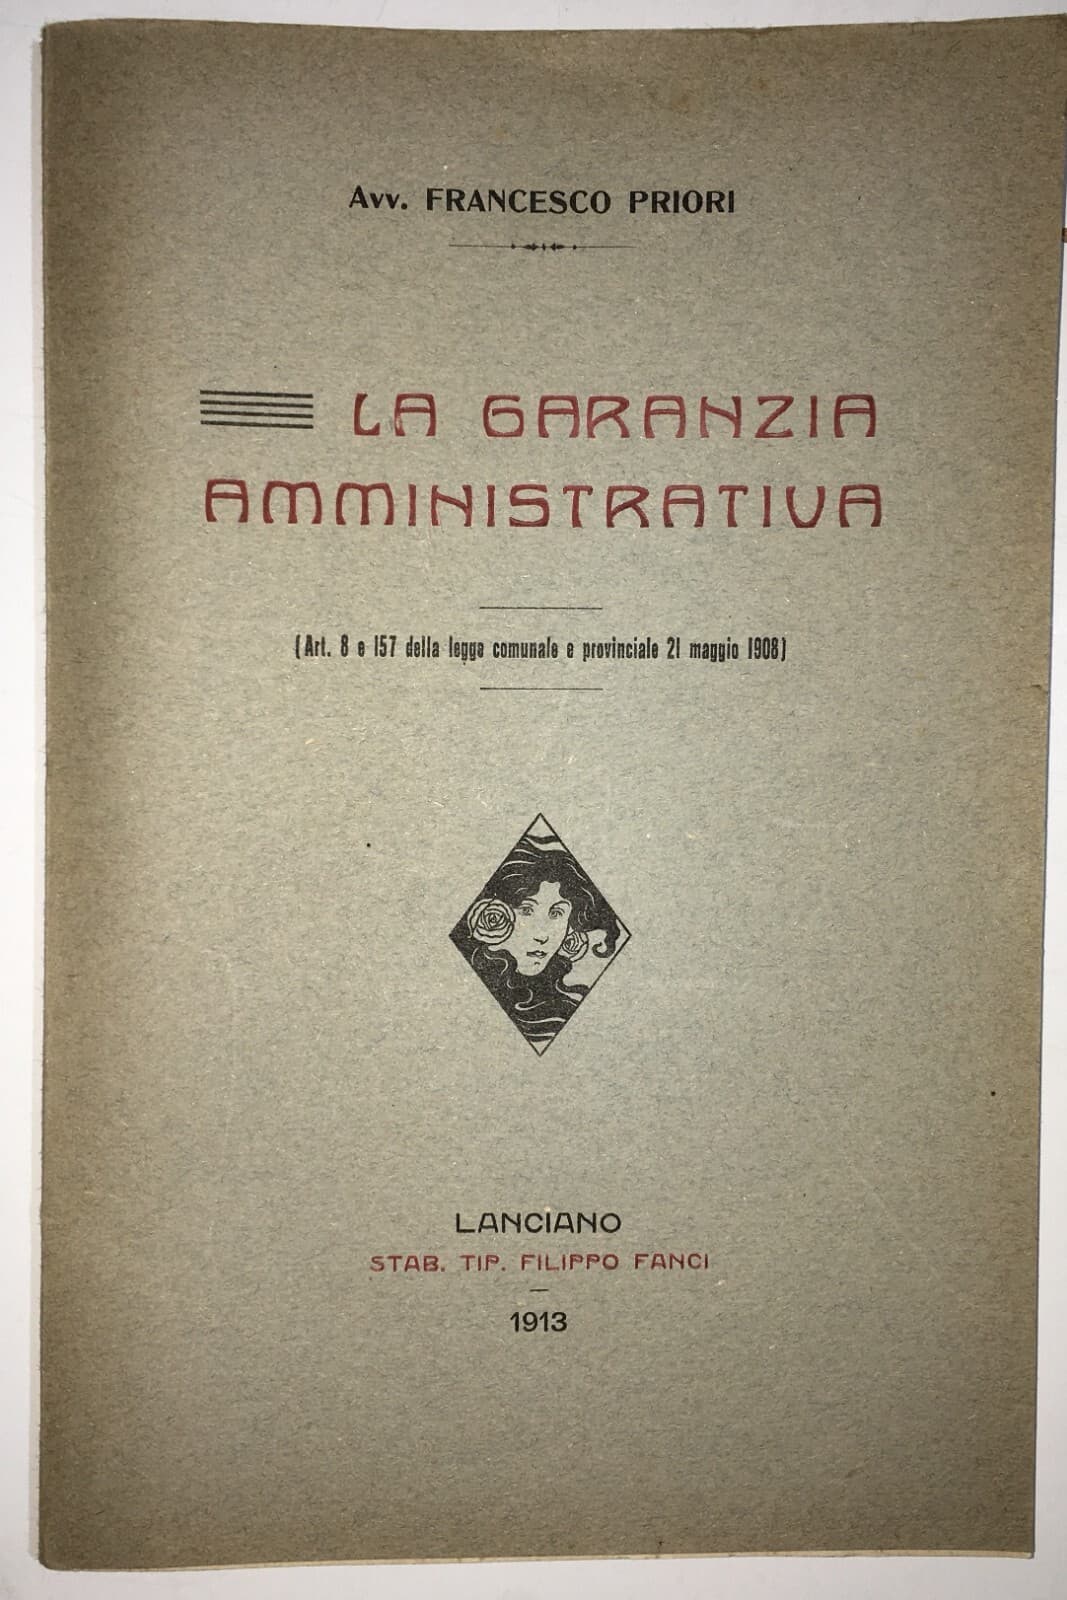 Avv. FRANCESCO PRIORI
LA GARANZIA
AMMINISTRATIVA
(Art. 8 e 157 della legge comunale e provinciale 21 maggio 1908)
LANCIANO
STAB. TIP. FILIPPO FANCI
1913